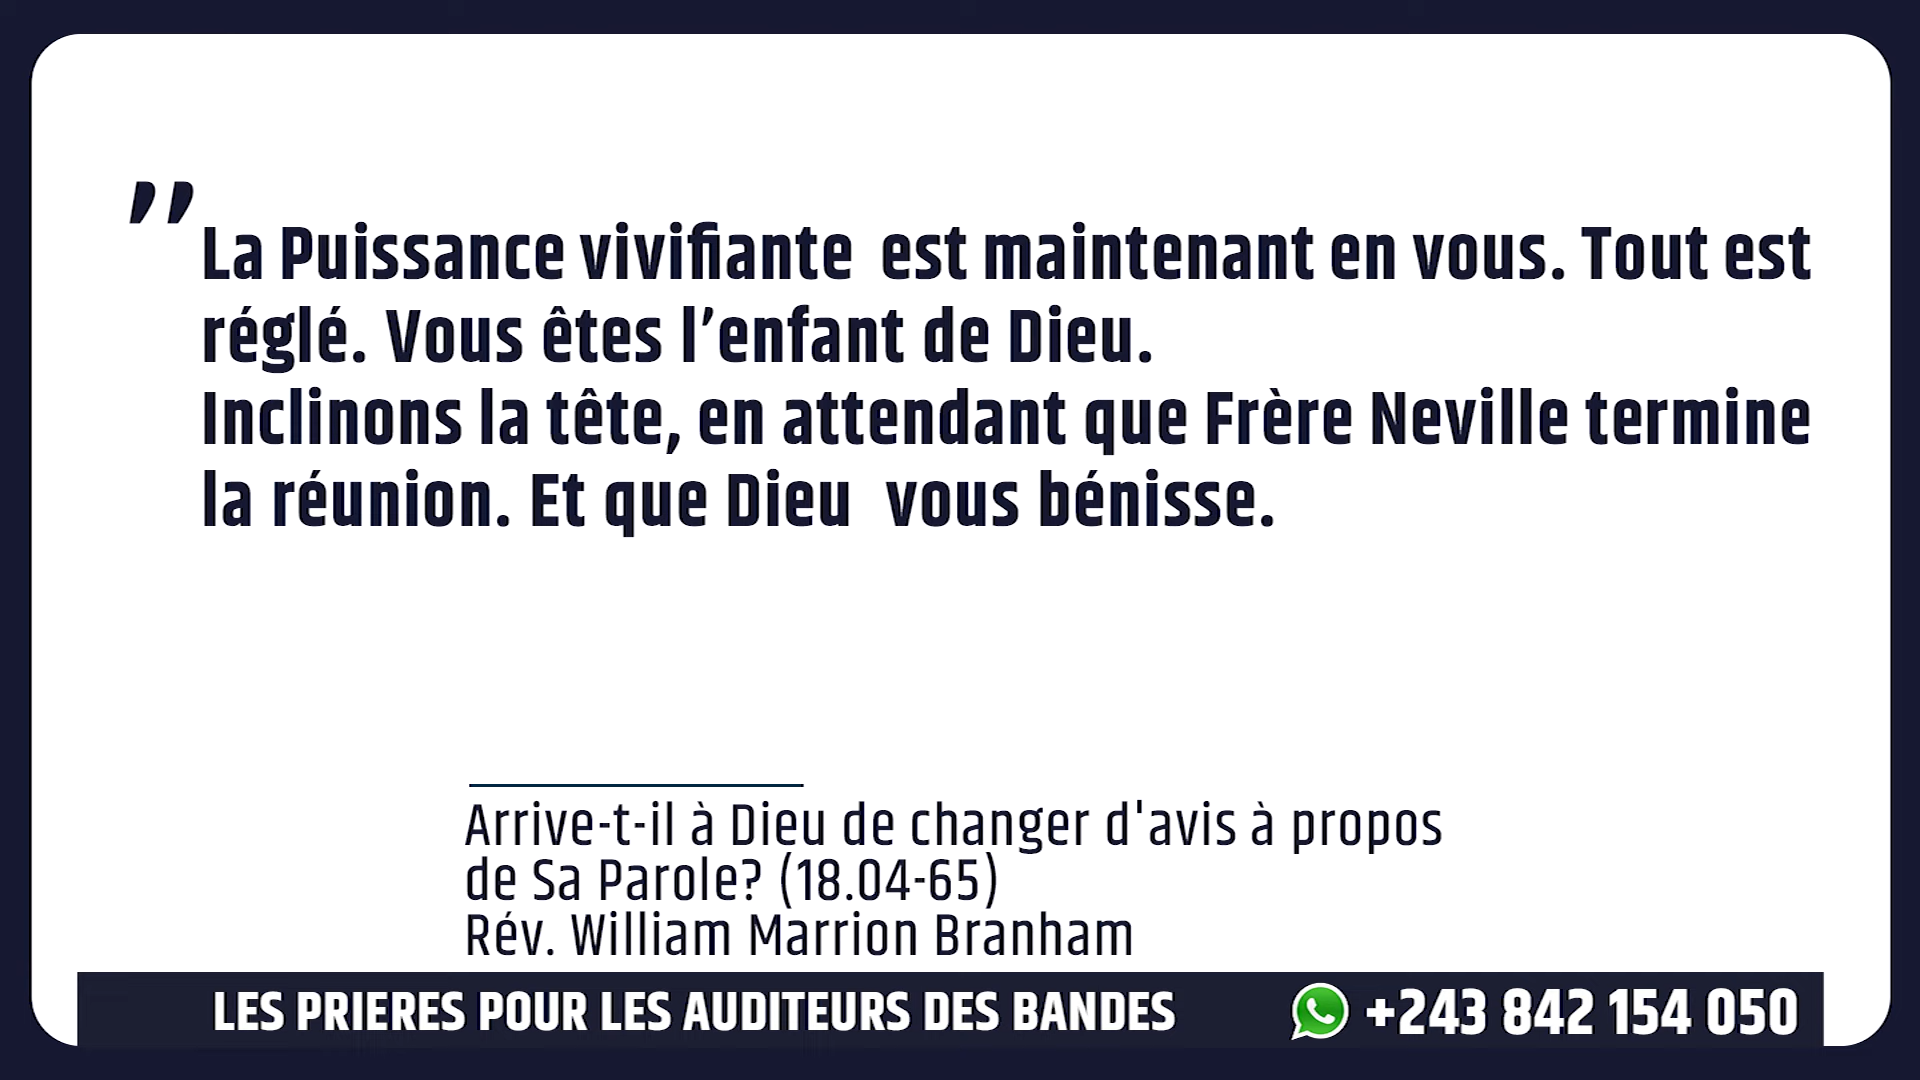 ”
La Puissance vivifiante  est maintenant en vous. Tout est
réglé. Vous êtes l’enfant de Dieu.
Inclinons la tête, en attendant que Frère Neville termine
la réunion. Et que Dieu  vous bénisse.
Arrive-t-il à Dieu de changer d'avis à propos
de Sa Parole? (18.04-65)
Rév. William Marrion Branham
LES PRIERES POUR LES AUDITEURS DES BANDES
+243 842 154 050